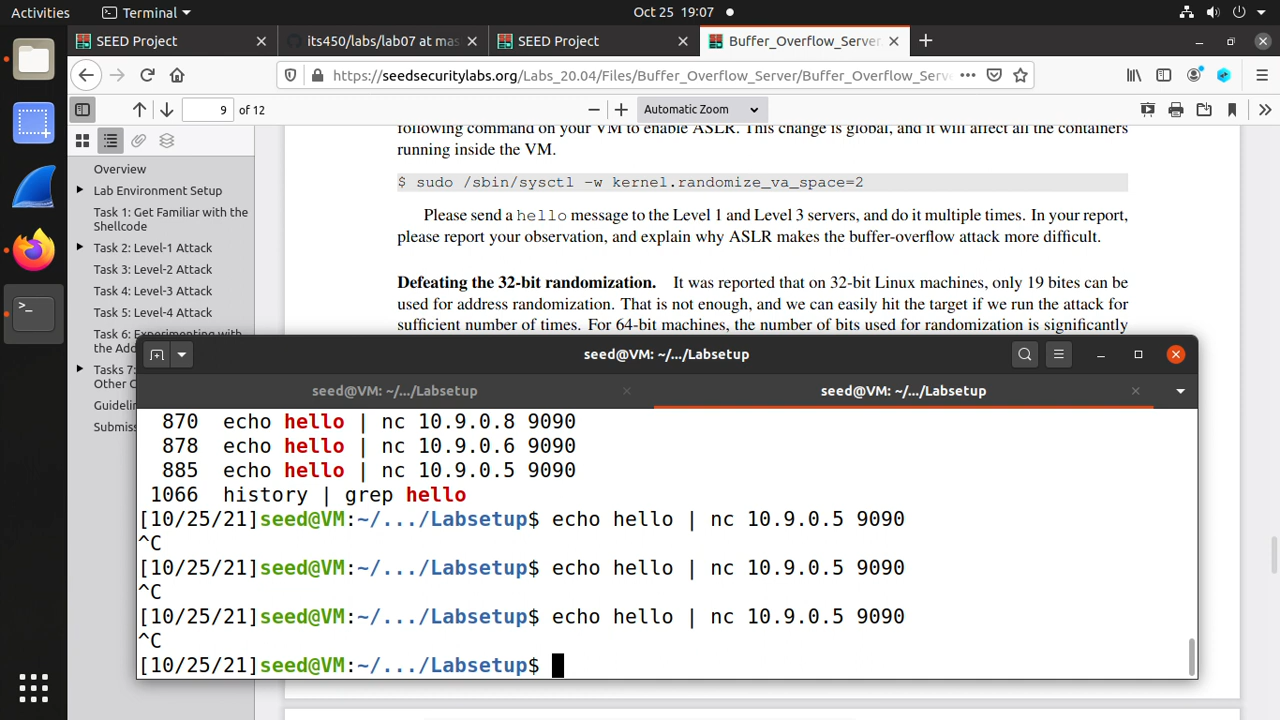 Activities
Terminal
Oct 25 19:07
SEED Project
its450/labs/lab07 at mas
SEED Project
Buffer_Overflow_Server.
https://seedsecuritylabs.org/Labs_20.04/Files/Buffer_Overflow_Server/Buffer_Overflow_Serve
9 of 12
Automatic Zoom
Overview
Lab Environment Setup
Task 1: Get Familiar with the
Shellcode
Task 2: Level-1 Attack
Task 3: Level-2 Attack
Task 4: Level-3 Attack
Task 5: Level-4 Attack
Task 6: Experimenting with
the Add
Tasks 7:
Other C
Guidelin
Submiss
following command on your VM to enable ASLR. This change is global, and it will affect all the containers
running inside the VM.
$ sudo /sbin/sysctl -w kernel.randomize_va_space=2
Please send a hello message to the Level 1 and Level 3 servers, and do it multiple times. In your report,
please report your observation, and explain why ASLR makes the buffer-overflow attack more difficult.
Defeating the 32-bit randomization. It was reported that on 32-bit Linux machines, only 19 bites can be
used for address randomization. That is not enough, and we can easily hit the target if we run the attack for
sufficient number of times. For 64-bit machines, the number of bits used for randomization is significantly
seed@VM: ~/.../Labsetup
seed@VM: ~/.../Labsetup
seed@VM: ~/.../Labsetup
870 echo hello | nc 10.9.0.8 9090
878 echo hello | nc 10.9.0.6 9090
885 echo hello | nc 10.9.0.5 9090
1066 history | grep hello
[10/25/21]seed@VM:~/.../Labsetup$ echo hello | nc 10.9.0.5 9090
^C
[10/25/21]seed@VM:~/.../Labsetup$ echo hello | nc 10.9.0.5 9090
^C
[10/25/21]seed@VM:~/.../Labsetup$ echo hello | nc 10.9.0.5 9090
^C
[10/25/21]seed@VM:~/.../Labsetup$